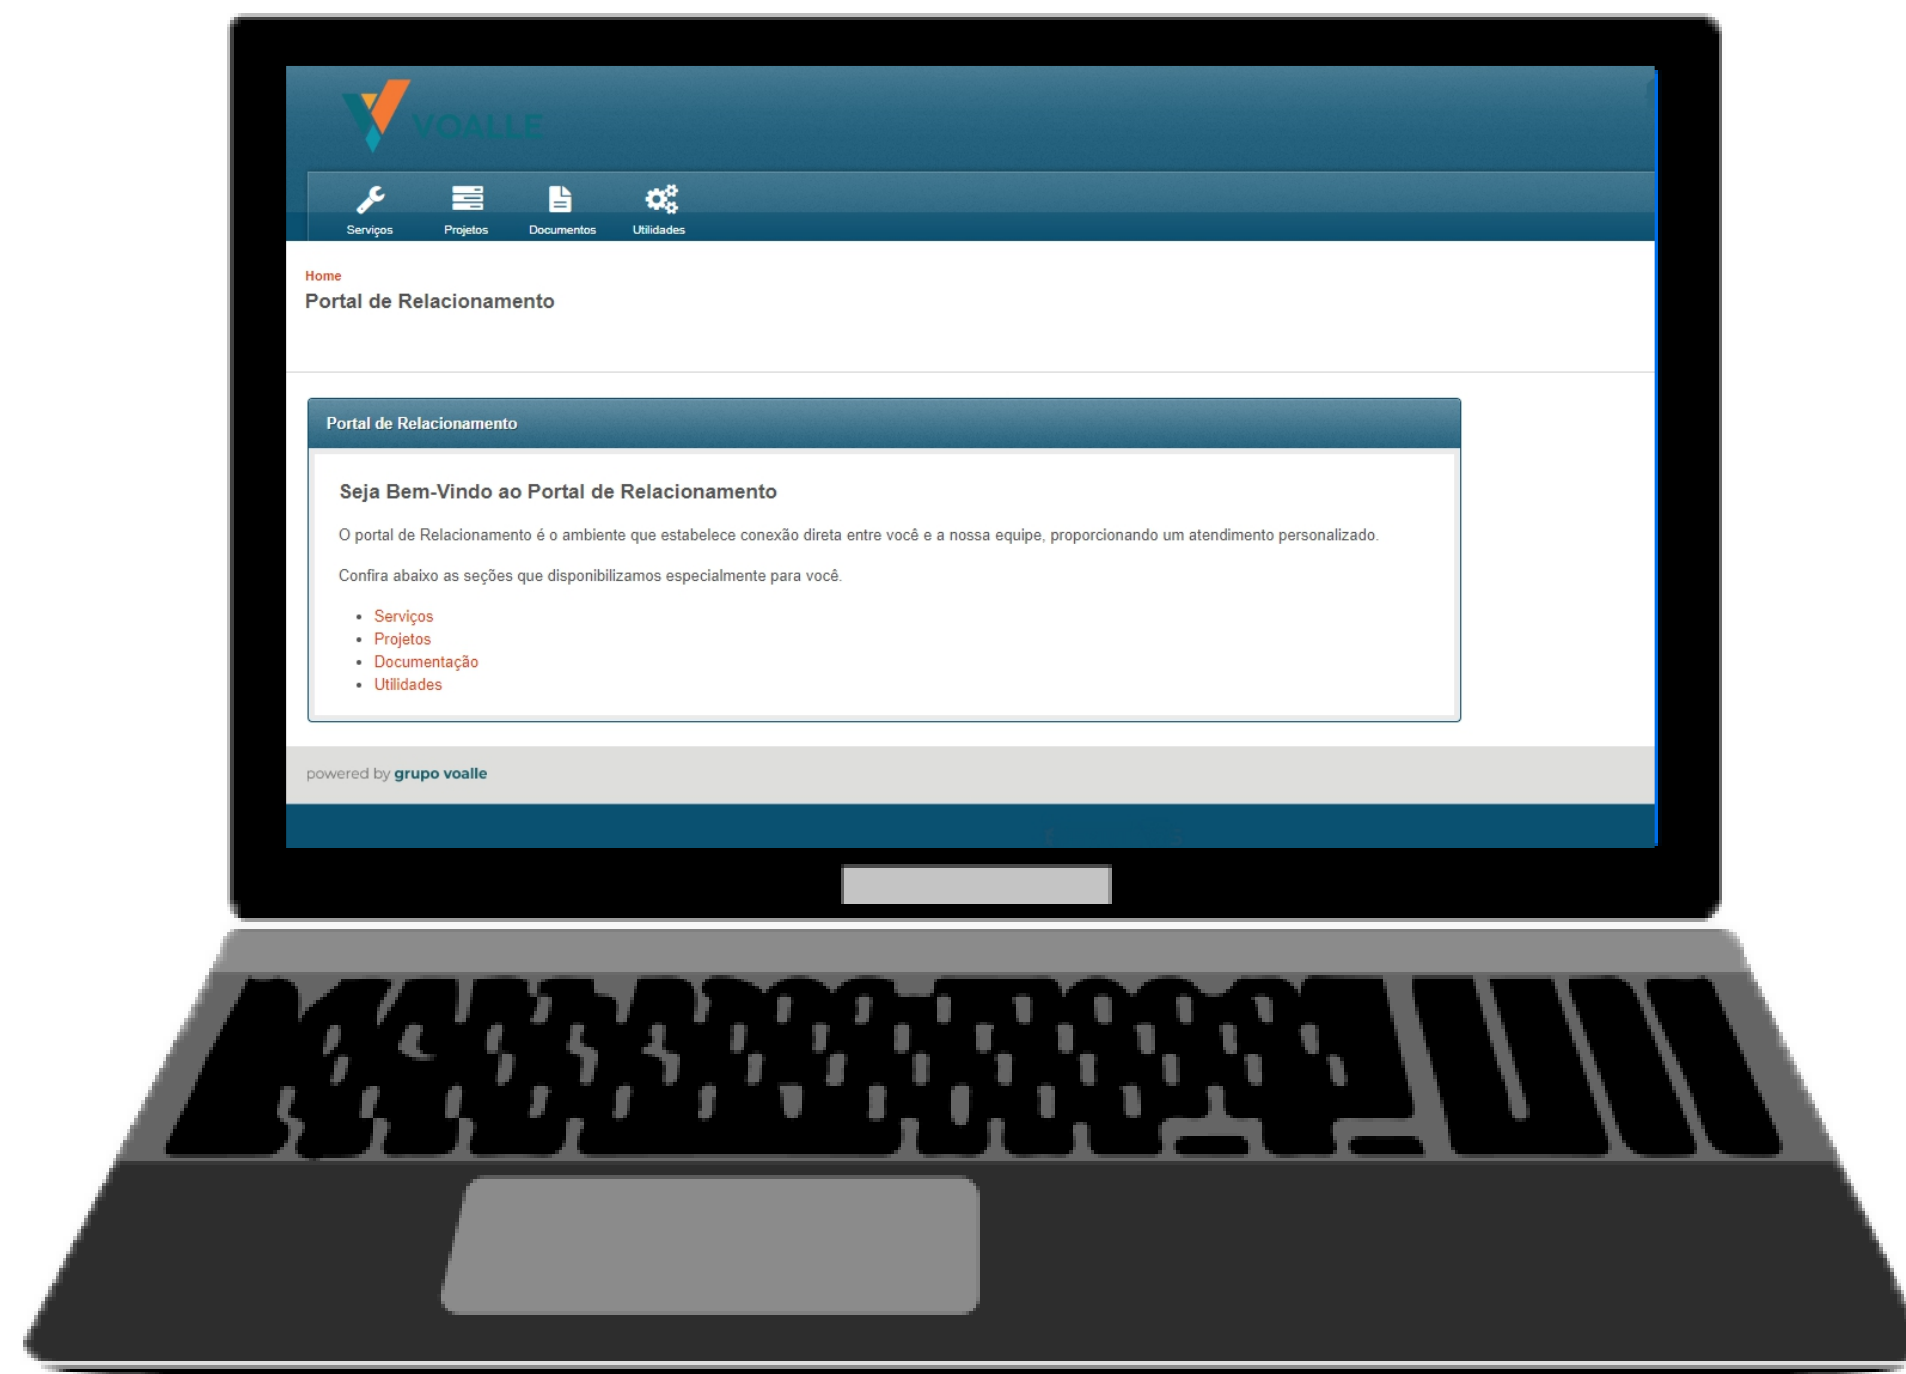 VOALLE
Serviços Projetos Documentos Utilidades
Home
Portal de Relacionamento
Portal de Relacionamento
Seja Bem-Vindo ao Portal de Relacionamento
O portal de Relacionamento é o ambiente que estabelece conexão direta entre você e a nossa equipe, proporcionando um atendimento personalizado.
Confira abaixo as seções que disponibilizamos especialmente para você.
• Serviços
• Projetos
• Documentação
• Utilidades
powered by grupo voalle